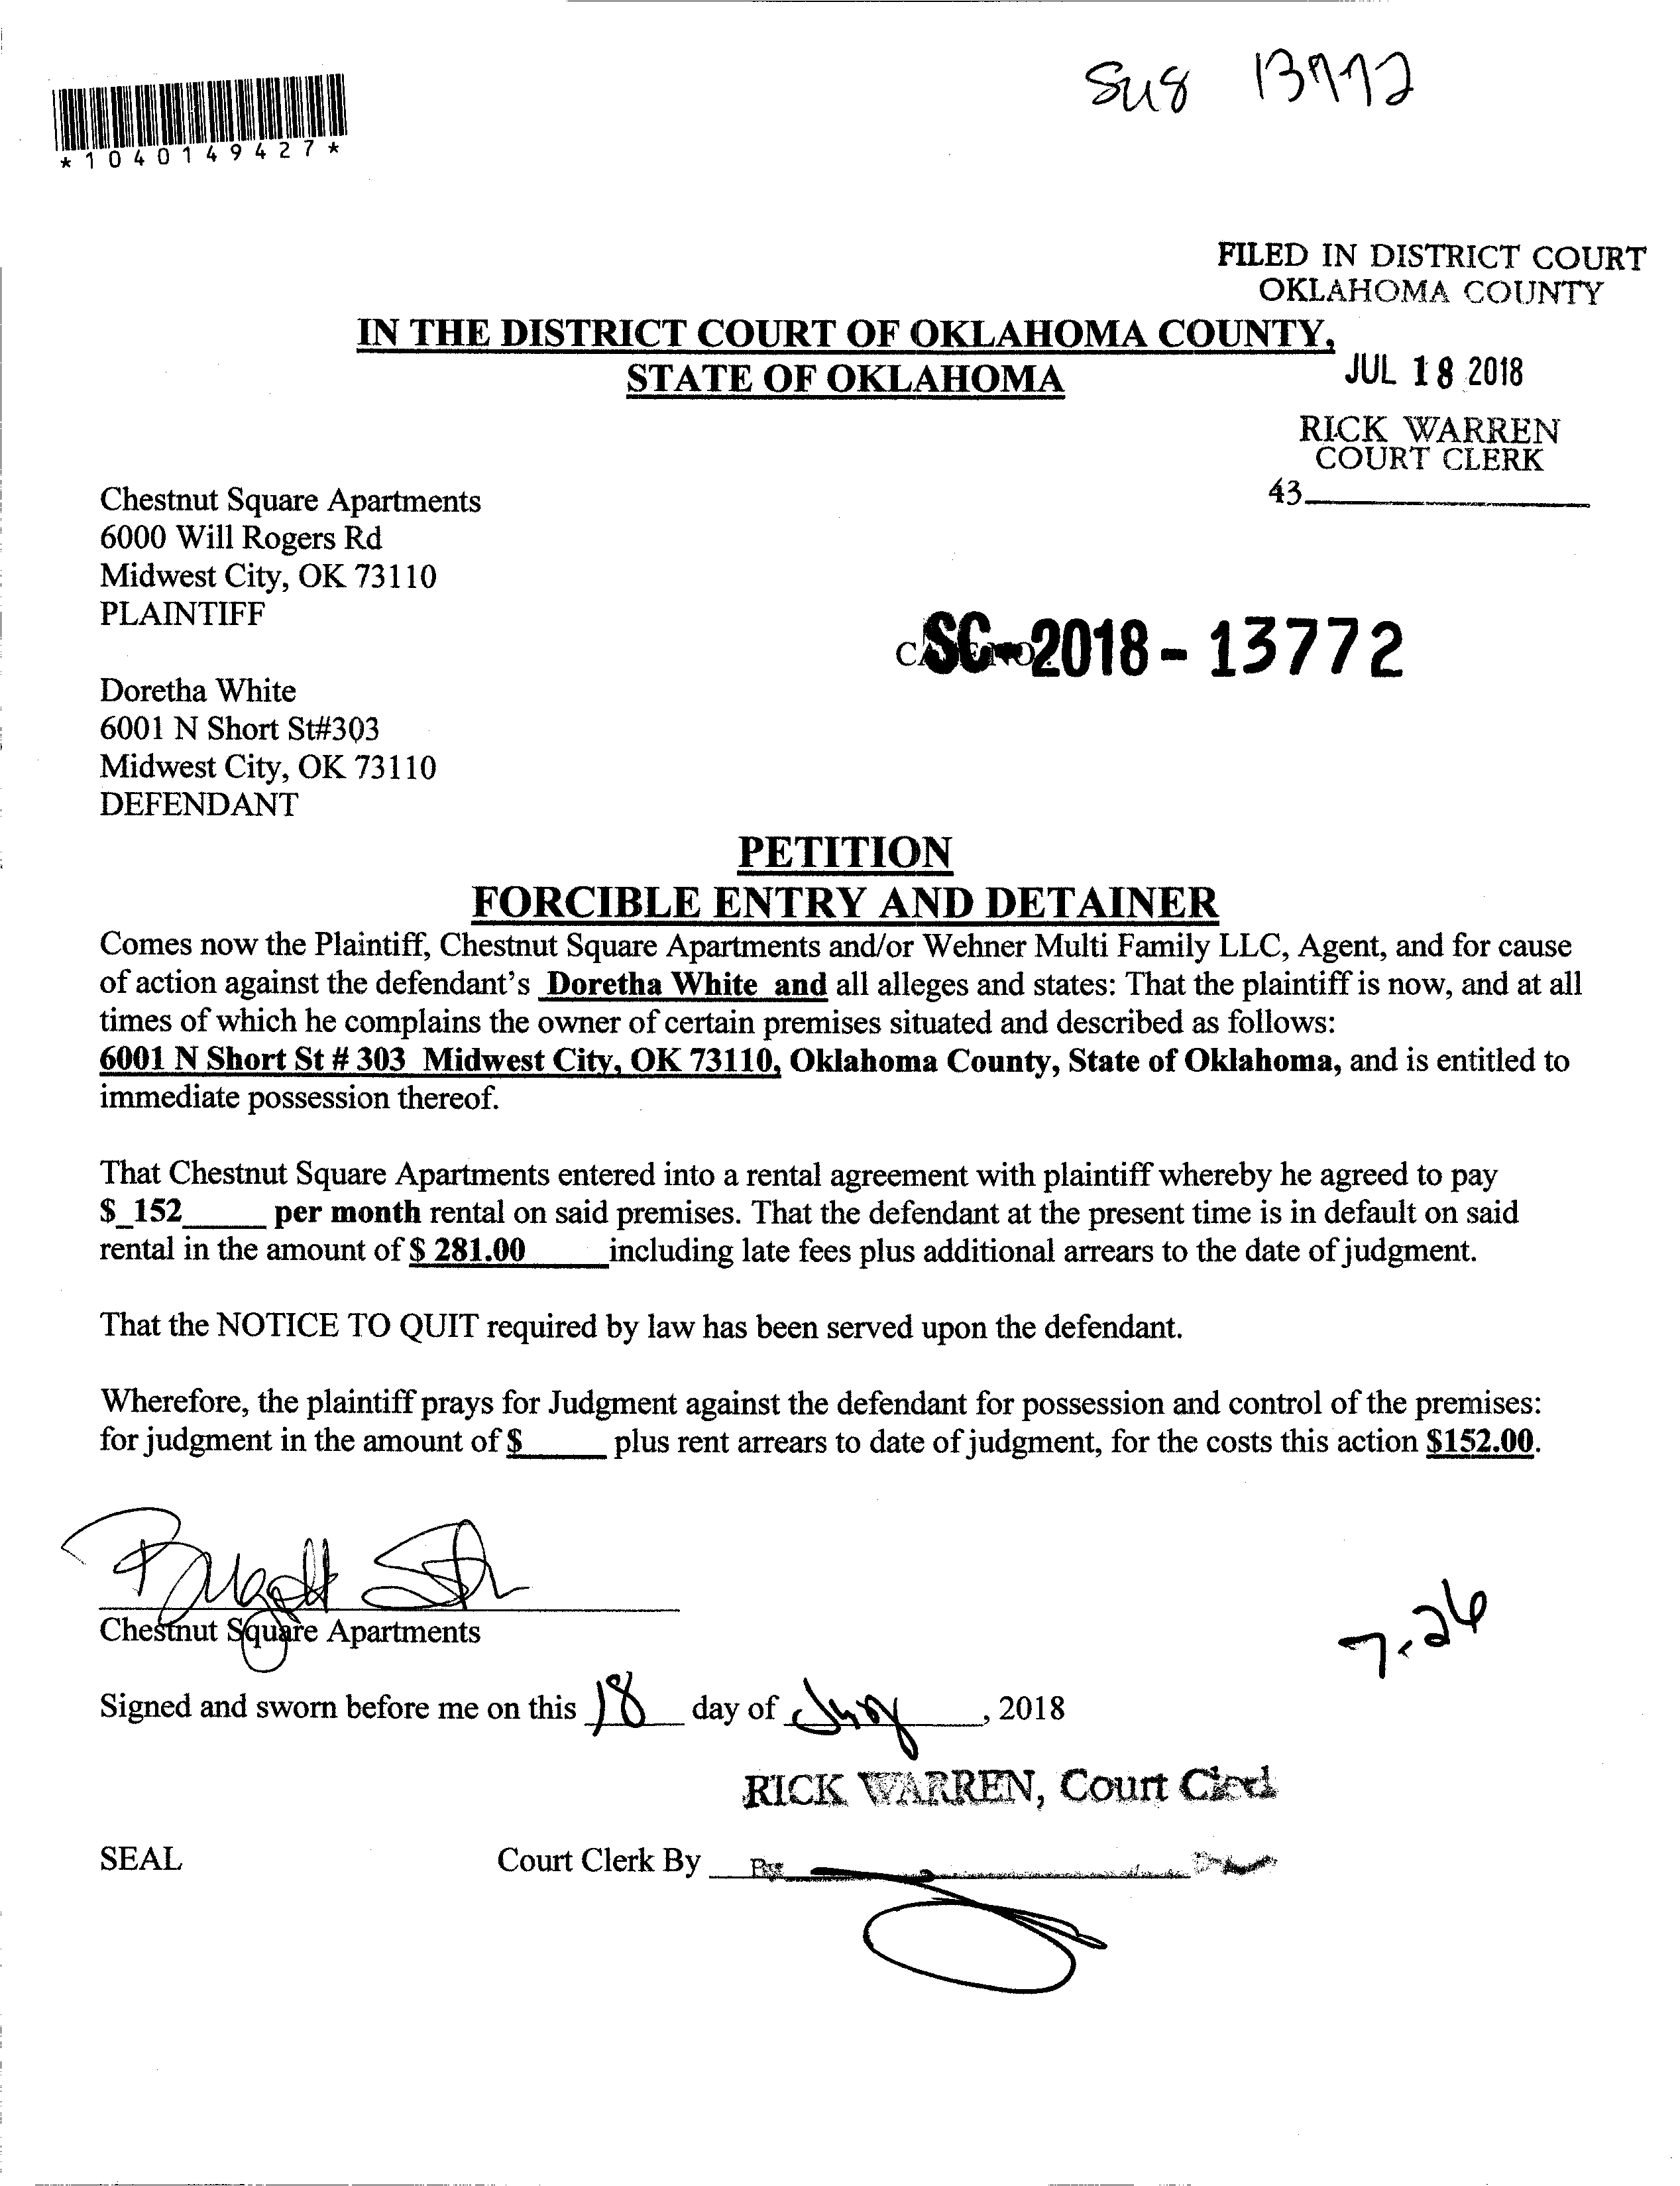 Su8 13772
*1040149427*
FILED IN DISTRICT COURT
OKLAHOMA COUNTY
IN THE DISTRICT COURT OF OKLAHOMA COUNTY,
STATE OF OKLAHOMA
JUL 18 2018
RICK WARREN
COURT CLERK
43
Chestnut Square Apartments
6000 Will Rogers Rd
Midwest City, OK 73110
PLAINTIFF
SC-2018-13772
Doretha White
6001 N Short St#303
Midwest City, OK 73110
DEFENDANT
PETITION
FORCIBLE ENTRY AND DETAINER
Comes now the Plaintiff, Chestnut Square Apartments and/or Wehner Multi Family LLC, Agent, and for cause
of action against the defendant's Doretha White and all alleges and states: That the plaintiff is now, and at all
times of which he complains the owner of certain premises situated and described as follows:
6001 N Short St # 303 Midwest City, OK 73110, Oklahoma County, State of Oklahoma, and is entitled to
immediate possession thereof.
That Chestnut Square Apartments entered into a rental agreement with plaintiff whereby he agreed to pay
$_152_____ per month rental on said premises. That the defendant at the present time is in default on said
rental in the amount of $ 281.00 _____including late fees plus additional arrears to the date of judgment.
That the NOTICE TO QUIT required by law has been served upon the defendant.
Wherefore, the plaintiff prays for Judgment against the defendant for possession and control of the premises:
for judgment in the amount of $_____ plus rent arrears to date of judgment, for the costs this action $152.00.
Chestnut Square Apartments
7-26
Signed and sworn before me on this 18 day of July, 2018
RICK WARREN, Court Clerk
SEAL
Court Clerk By